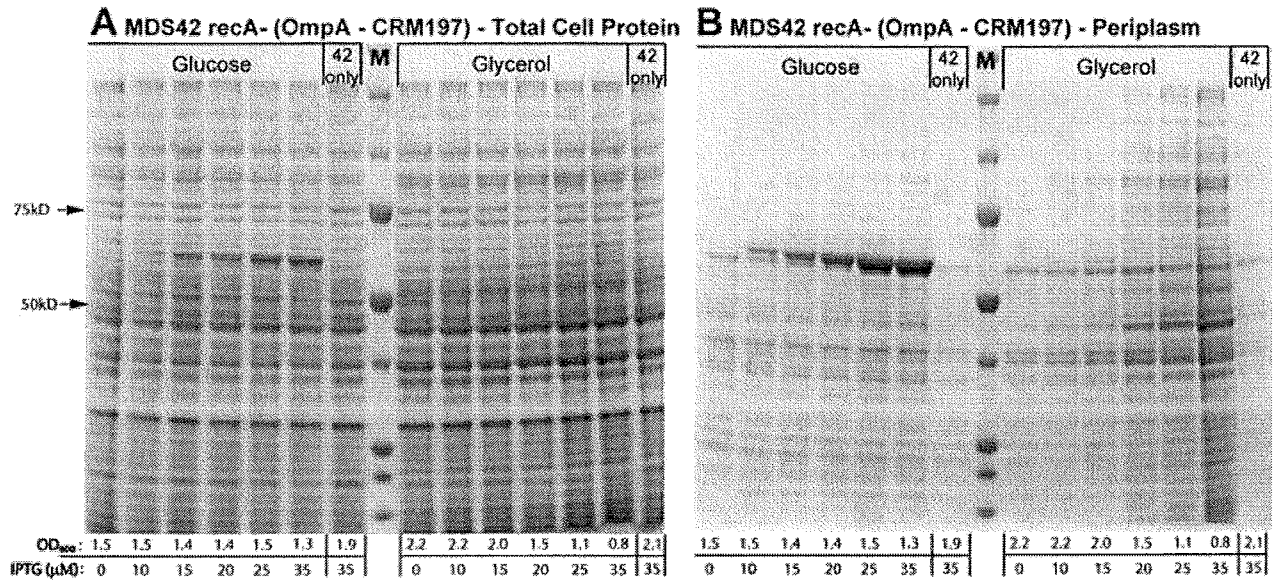 A MDS42 recA- (OmpA - CRM197) - Total Cell Protein
Glucose
42 only
M
Glycerol
42 only
75kD
50kD
OD600: 1.5 1.5 1.4 1.4 1.5 1.3 1.9 2.2 2.2 2.0 1.5 1.1 0.8 2.1
IPTG (μM): 0 10 15 20 25 35 35 0 10 15 20 25 35 35
B MDS42 recA- (OmpA - CRM197) - Periplasm
Glucose
42 only
M
Glycerol
42 only
1.5 1.5 1.4 1.4 1.5 1.3 1.9 2.2 2.2 2.0 1.5 1.1 0.8 2.1
0 10 15 20 25 35 35 0 10 15 20 25 35 35